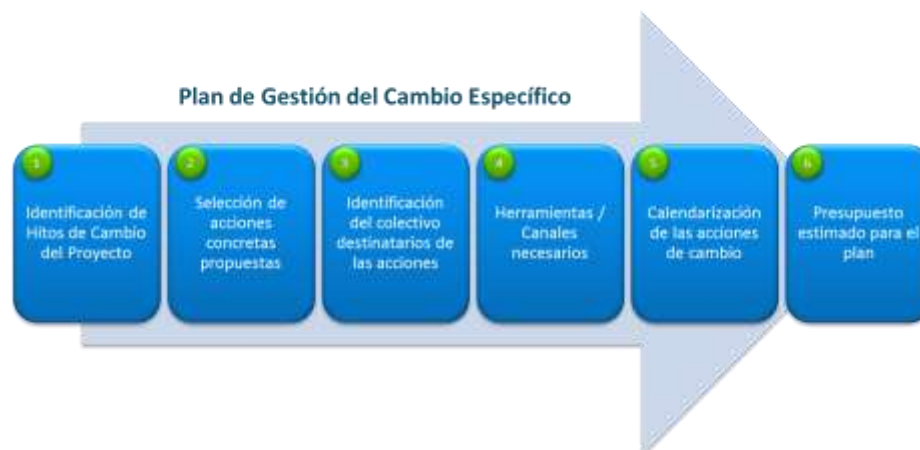 Plan de Gestión del Cambio Específico
1
Identificación de
Hitos de Cambio
del Proyecto
2
Selección de
acciones
concretas
propuestas
3
Identificación
del colectivo
destinatarios de
las acciones
4
Herramientas /
Canales
necesarios
5
Calendarización
de las acciones
de cambio
6
Presupuesto
estimado para el
plan